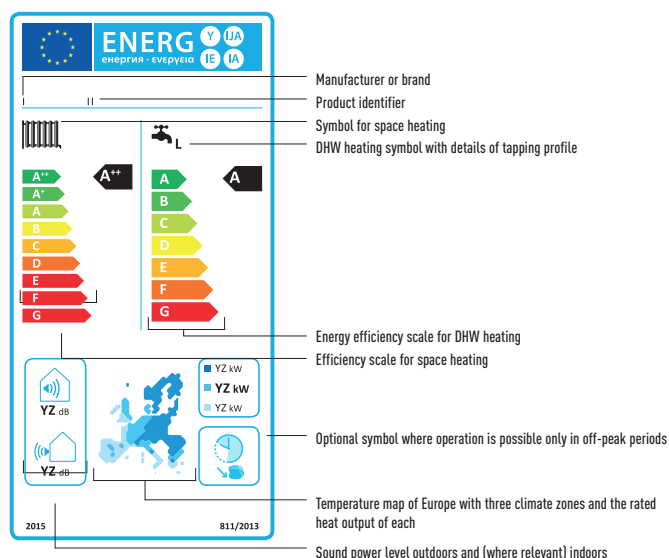 ENERG Y IJA
енергия · ενεργεια IE IA
Manufacturer or brand
I II
Product identifier
Symbol for space heating
L
DHW heating symbol with details of tapping profile
A++ A++ A A
A+ B
A C
B D
C E
D F
E G
F
G
Energy efficiency scale for DHW heating
Efficiency scale for space heating
YZ kW
YZ kW
YZ kW
YZ dB
YZ dB
Optional symbol where operation is possible only in off-peak periods
Temperature map of Europe with three climate zones and the rated
heat output of each
2015 811/2013
Sound power level outdoors and (where relevant) indoors